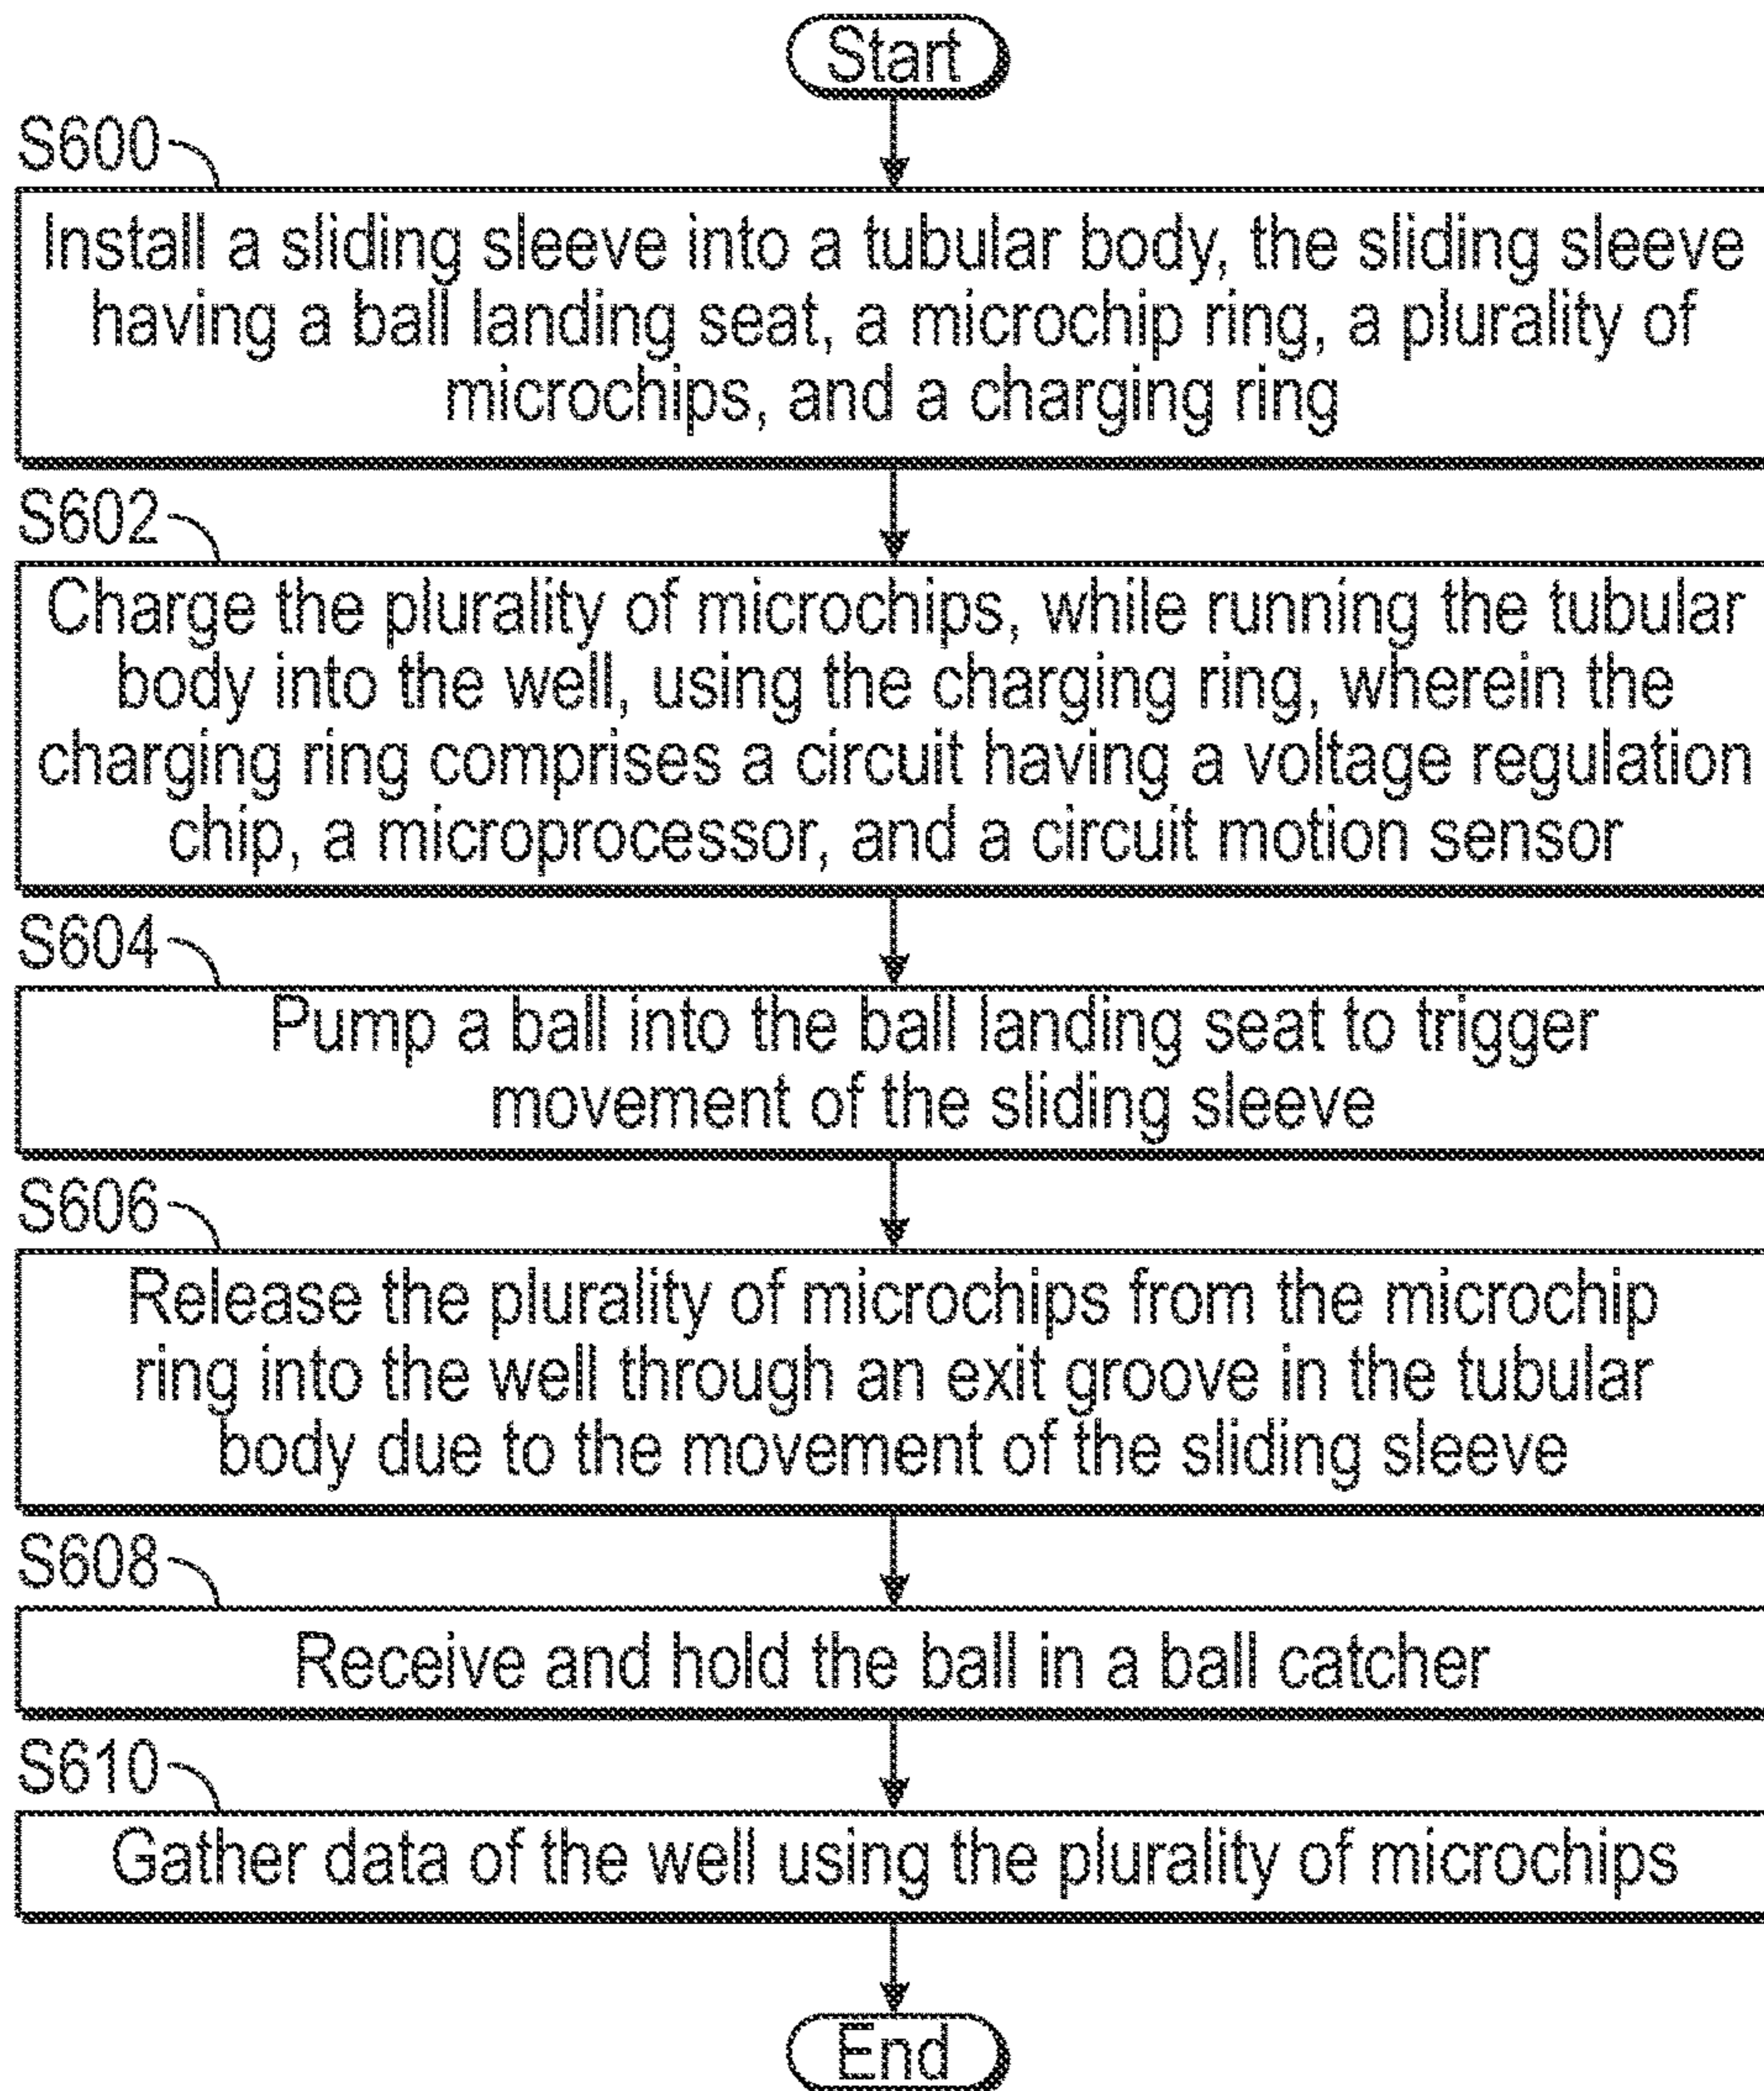 Start
S600
Install a sliding sleeve into a tubular body, the sliding sleeve
having a ball landing seat, a microchip ring, a plurality of
microchips, and a charging ring
S602
Charge the plurality of microchips, while running the tubular
body into the well, using the charging ring, wherein the
charging ring comprises a circuit having a voltage regulation
chip, a microprocessor, and a circuit motion sensor
S604
Pump a ball into the ball landing seat to trigger
movement of the sliding sleeve
S606
Release the plurality of microchips from the microchip
ring into the well through an exit groove in the tubular
body due to the movement of the sliding sleeve
S608
Receive and hold the ball in a ball catcher
S610
Gather data of the well using the plurality of microchips
End